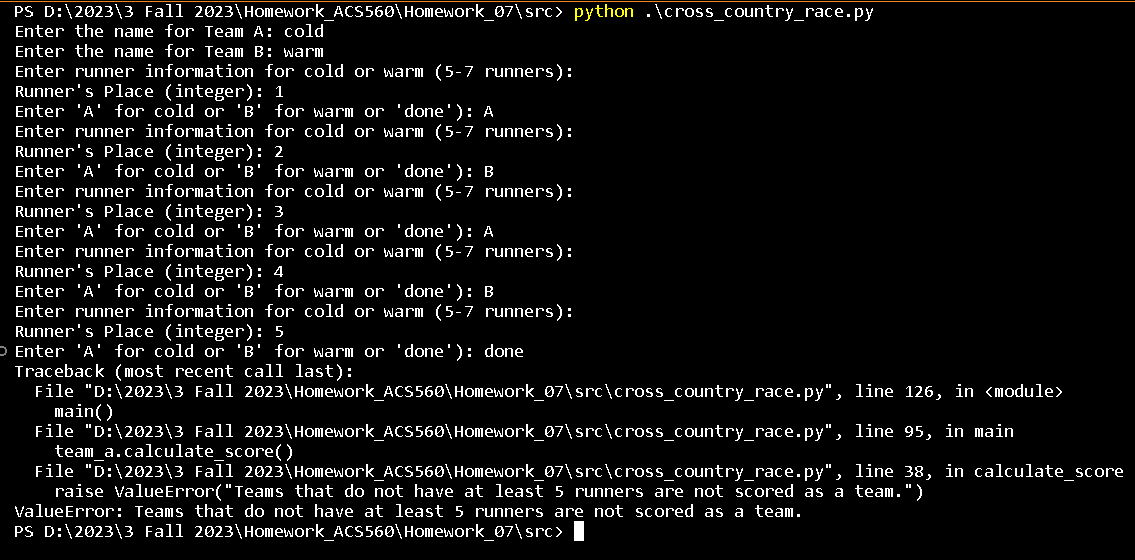 PS D:\2023\3 Fall 2023\Homework_ACS560\Homework_07\src> python .\cross_country_race.py
Enter the name for Team A: cold
Enter the name for Team B: warm
Enter runner information for cold or warm (5-7 runners):
Runner's Place (integer): 1
Enter 'A' for cold or 'B' for warm or 'done'): A
Enter runner information for cold or warm (5-7 runners):
Runner's Place (integer): 2
Enter 'A' for cold or 'B' for warm or 'done'): B
Enter runner information for cold or warm (5-7 runners):
Runner's Place (integer): 3
Enter 'A' for cold or 'B' for warm or 'done'): A
Enter runner information for cold or warm (5-7 runners):
Runner's Place (integer): 4
Enter 'A' for cold or 'B' for warm or 'done'): B
Enter runner information for cold or warm (5-7 runners):
Runner's Place (integer): 5
Enter 'A' for cold or 'B' for warm or 'done'): done
Traceback (most recent call last):
  File "D:\2023\3 Fall 2023\Homework_ACS560\Homework_07\src\cross_country_race.py", line 126, in <module>
    main()
  File "D:\2023\3 Fall 2023\Homework_ACS560\Homework_07\src\cross_country_race.py", line 95, in main
    team_a.calculate_score()
  File "D:\2023\3 Fall 2023\Homework_ACS560\Homework_07\src\cross_country_race.py", line 38, in calculate_score
    raise ValueError("Teams that do not have at least 5 runners are not scored as a team.")
ValueError: Teams that do not have at least 5 runners are not scored as a team.
PS D:\2023\3 Fall 2023\Homework_ACS560\Homework_07\src>